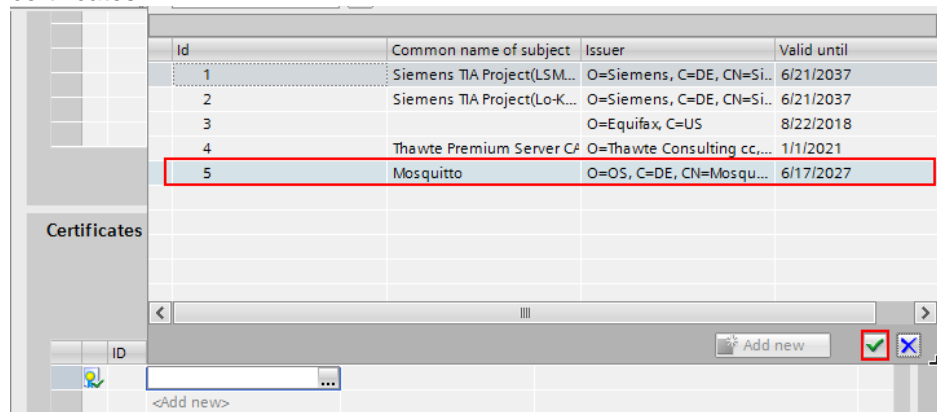 Id Common name of subject Issuer Valid until
1 Siemens TIA Project(LSM... O=Siemens, C=DE, CN=Si.. 6/21/2037
2 Siemens TIA Project(Lo-K... O=Siemens, C=DE, CN=Si.. 6/21/2037
3 O=Equifax, C=US 8/22/2018
4 Thawte Premium Server CA O=Thawte Consulting cc,... 1/1/2021
5 Mosquitto O=OS, C=DE, CN=Mosqu... 6/17/2027
Certificates
Add new
ID
...
<Add new>